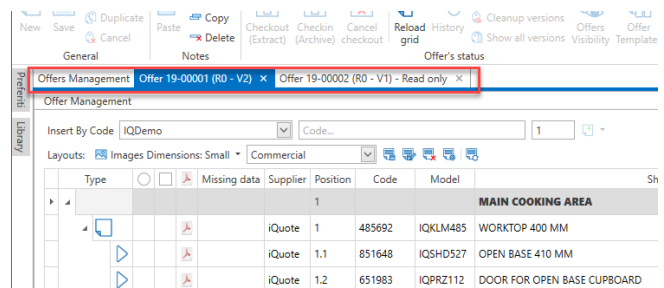 New Save Duplicate Cancel Paste Copy Delete Checkout (Extract) Checkin (Archive) Cancel checkout Reload grid History Cleanup versions Show all versions Offers Visibility Offer Template
General Notes Offer's status
Preferiti
Library
Offers Management Offer 19-00001 (R0 - V2) × Offer 19-00002 (R0 - V1) - Read only ×
Offer Management
Insert By Code IQDemo Code... 1
Layouts: Images Dimensions: Small Commercial
Type Missing data Supplier Position Code Model Sh
1 MAIN COOKING AREA
iQuote 1 485692 IQKLM485 WORKTOP 400 MM
iQuote 1.1 851648 IQSHD527 OPEN BASE 410 MM
iQuote 1.2 651983 IQPRZ112 DOOR FOR OPEN BASE CUPBOARD